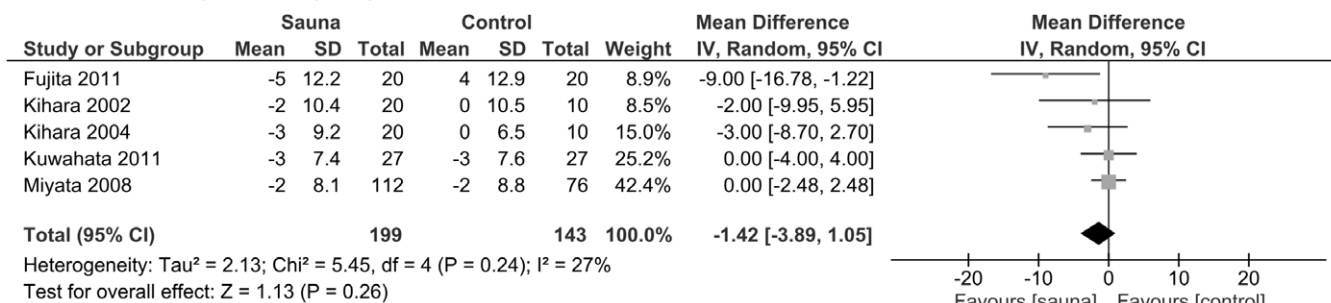 Sauna Control Mean Difference Mean Difference
Study or Subgroup Mean SD Total Mean SD Total Weight IV, Random, 95% CI IV, Random, 95% CI
Fujita 2011 -5 12.2 20 4 12.9 20 8.9% -9.00 [-16.78, -1.22]
Kihara 2002 -2 10.4 20 0 10.5 10 8.5% -2.00 [-9.95, 5.95]
Kihara 2004 -3 9.2 20 0 6.5 10 15.0% -3.00 [-8.70, 2.70]
Kuwahata 2011 -3 7.4 27 -3 7.6 27 25.2% 0.00 [-4.00, 4.00]
Miyata 2008 -2 8.1 112 -2 8.8 76 42.4% 0.00 [-2.48, 2.48]
Total (95% CI) 199 143 100.0% -1.42 [-3.89, 1.05]
Heterogeneity: Tau² = 2.13; Chi² = 5.45, df = 4 (P = 0.24); I² = 27%
Test for overall effect: Z = 1.13 (P = 0.26)
-20 -10 0 10 20
Favours [sauna] Favours [control]